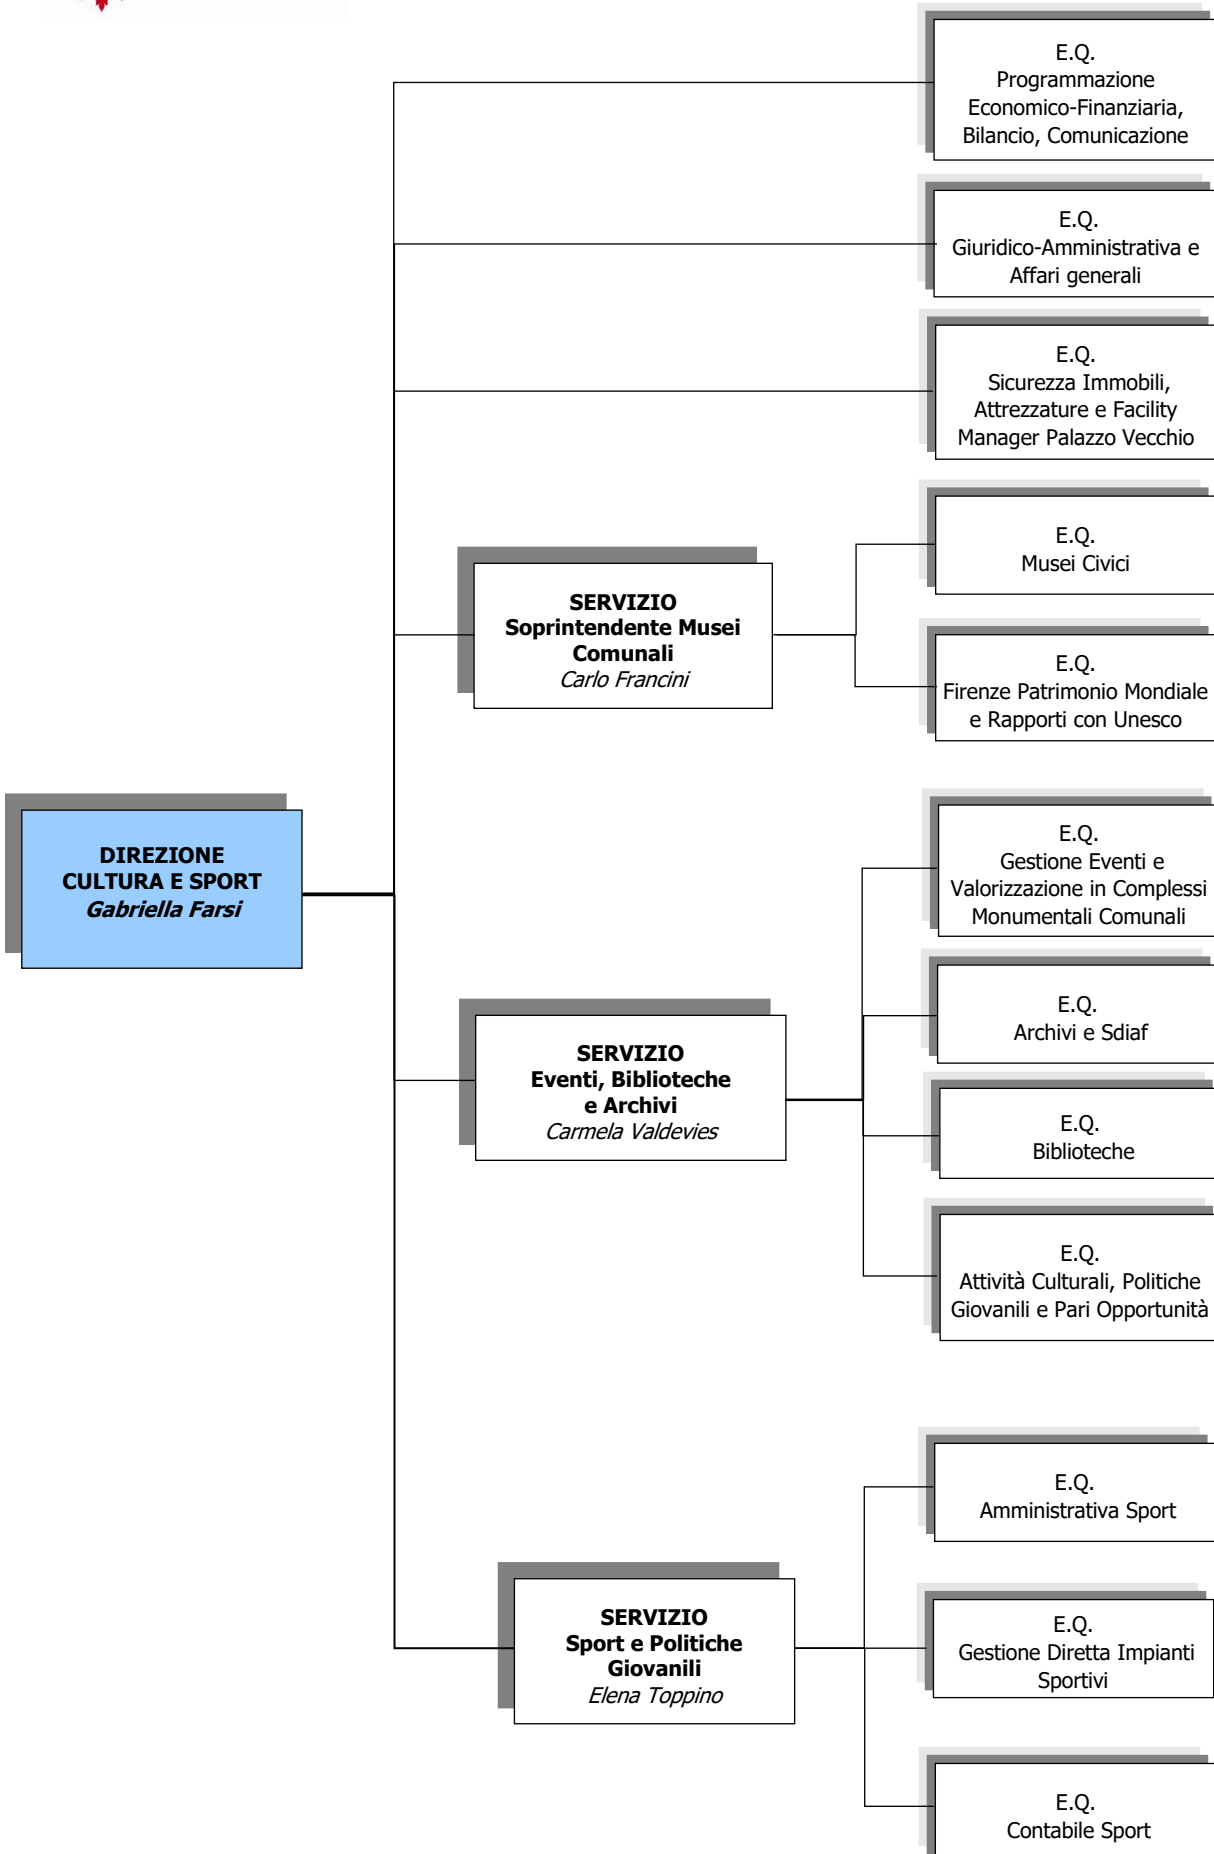 E.Q.
Programmazione
Economico-Finanziaria,
Bilancio, Comunicazione
E.Q.
Giuridico-Amministrativa e
Affari generali
E.Q.
Sicurezza Immobili,
Attrezzature e Facility
Manager Palazzo Vecchio
SERVIZIO
Soprintendente Musei
Comunali
Carlo Francini
E.Q.
Musei Civici
E.Q.
Firenze Patrimonio Mondiale
e Rapporti con Unesco
DIREZIONE
CULTURA E SPORT
Gabriella Farsi
E.Q.
Gestione Eventi e
Valorizzazione in Complessi
Monumentali Comunali
SERVIZIO
Eventi, Biblioteche
e Archivi
Carmela Valdevies
E.Q.
Archivi e Sdiaf
E.Q.
Biblioteche
E.Q.
Attività Culturali, Politiche
Giovanili e Pari Opportunità
SERVIZIO
Sport e Politiche
Giovanili
Elena Toppino
E.Q.
Amministrativa Sport
E.Q.
Gestione Diretta Impianti
Sportivi
E.Q.
Contabile Sport